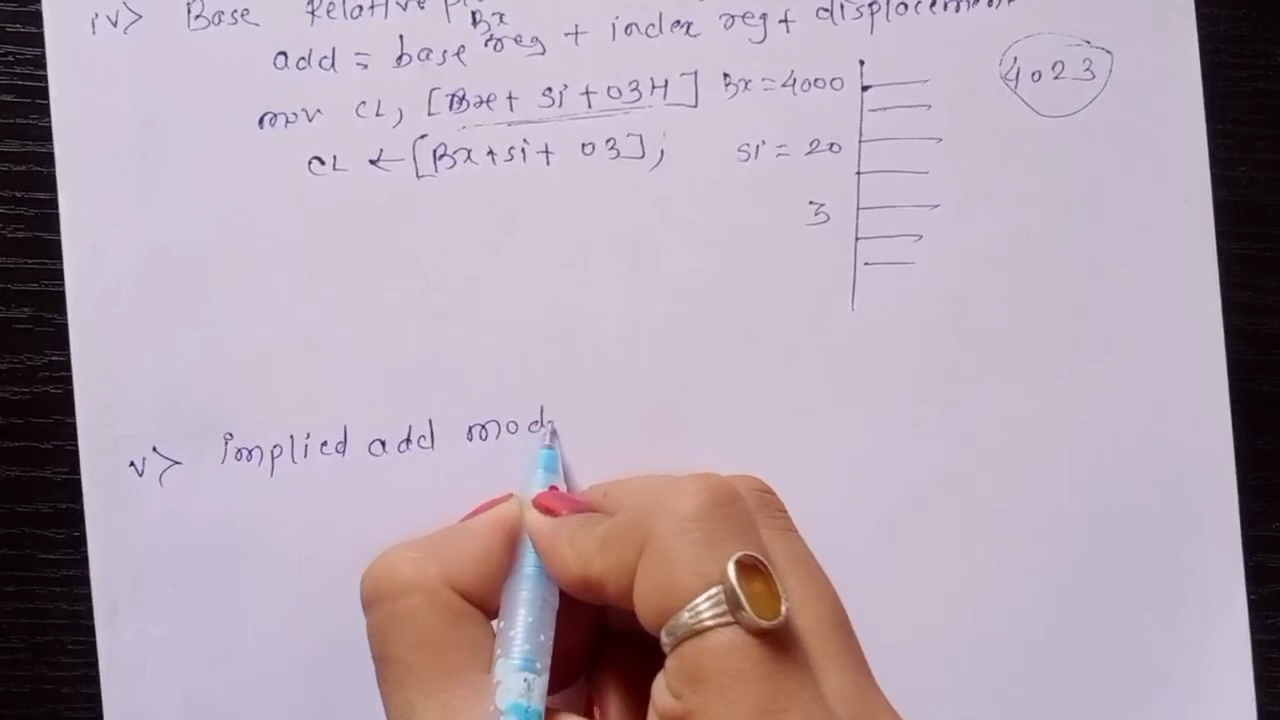 iv> Base Relative
Bx
add = base reg + index reg + displacement
mov CL, [Bx + Si + 03H] Bx = 4000
4023
CL ← [Bx + si + 03];
si = 20
3
v> implied add mod